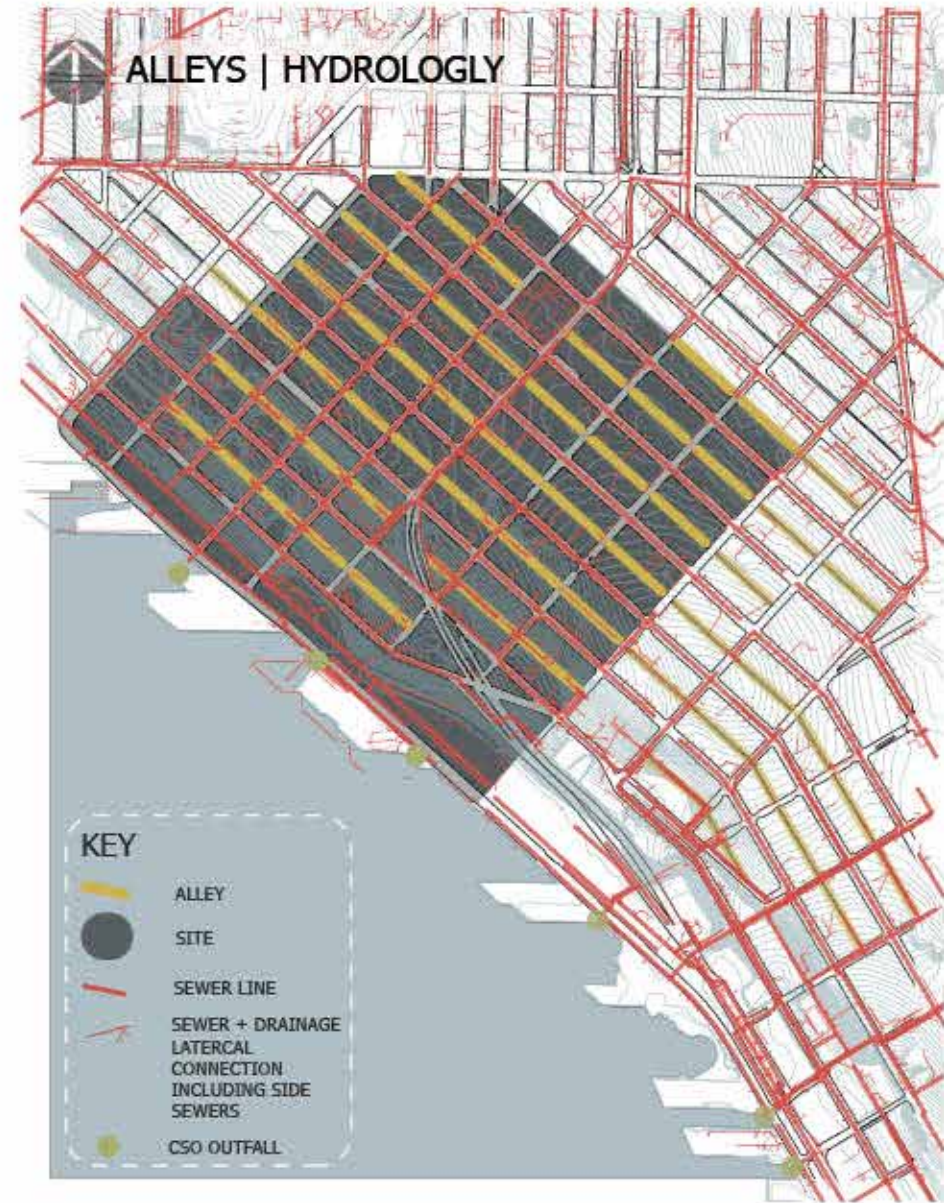 ALLEYS | HYDROLOGLY
KEY
ALLEY
SITE
SEWER LINE
SEWER + DRAINAGE
LATERCAL
CONNECTION
INCLUDING SIDE
SEWERS
CSO OUTFALL